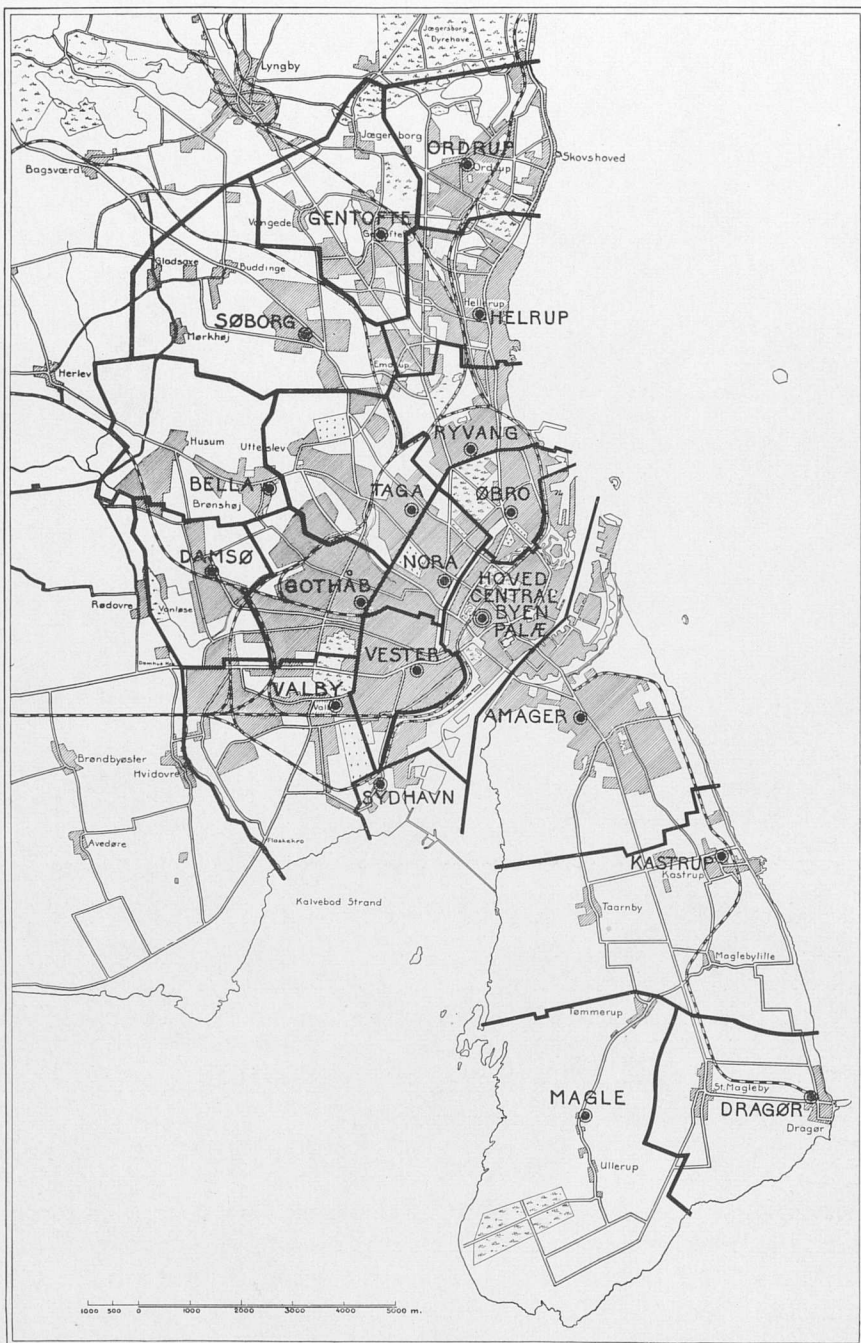 Jægersborg
Dyrehave
Lyngby
Ermelund
Jægersborg
ORDRUP
Ordrup
Skovshoved
Bagsværd
Vangede
GENTOFTE
Gentofte
Gladsaxe
Buddinge
Hellerup
HELRUP
SØBORG
Mørkhøj
Emdrup
Herlev
RYVANG
Husum
Utterslev
BELLA
Brønshøj
TAGA
ØBRO
DAMSØ
NORA
GOTHÅB
HOVED
CENTRAL
BYEN
PALÆ
Rødovre
Vanløse
VESTER
VALBY
Valby
AMAGER
Brøndbyøster
Hvidovre
SYDHAVN
Avedøre
Flaskekro
KASTRUP
Kastrup
Kalvebod Strand
Taarnby
Maglebylille
Tømmerup
St. Magleby
MAGLE
DRAGØR
Dragør
Ullerup
1000 500 0 1000 2000 3000 4000 5000 m.